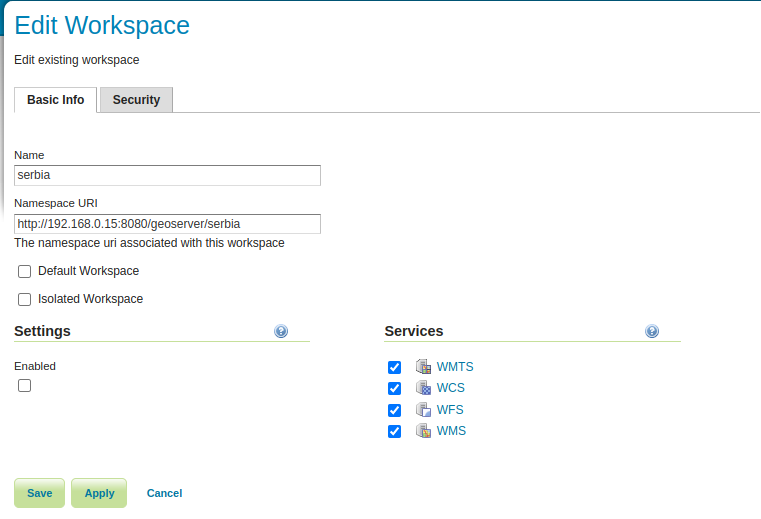 Edit Workspace
Edit existing workspace
Basic Info Security
Name
serbia
Namespace URI
http://192.168.0.15:8080/geoserver/serbia
The namespace uri associated with this workspace
Default Workspace
Isolated Workspace
Settings ? Services ?
Enabled
WMTS
WCS
WFS
WMS
Save Apply Cancel